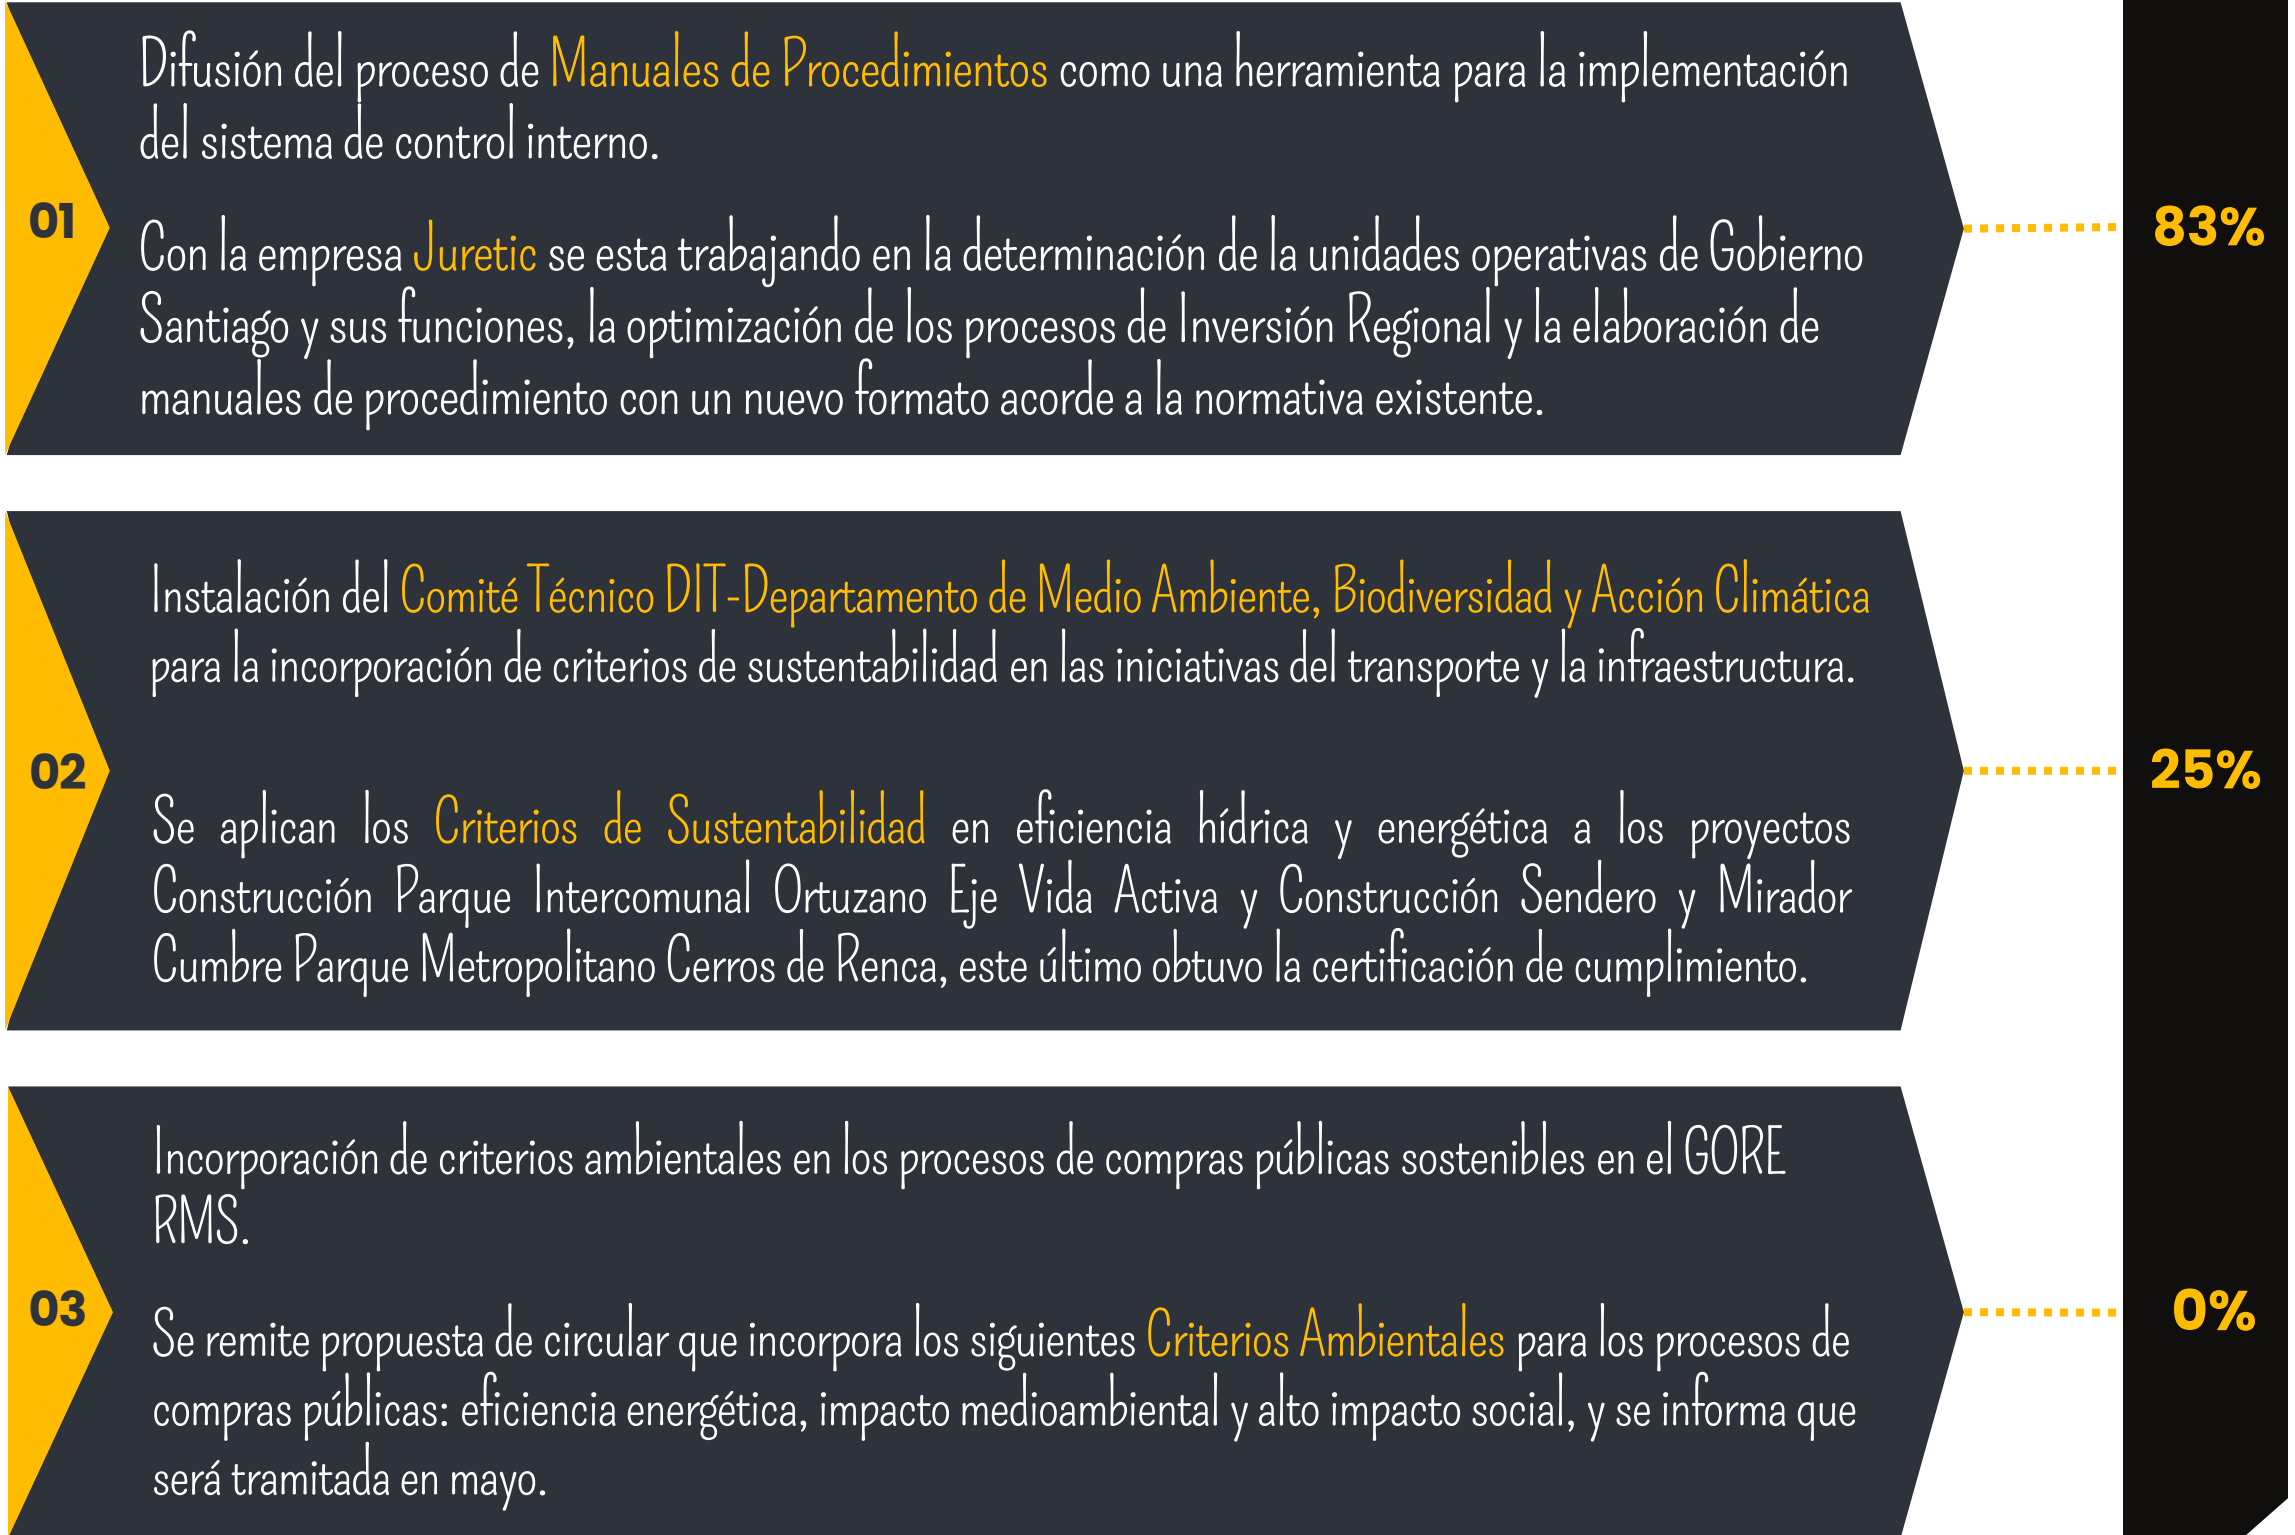 Difusión del proceso de Manuales de Procedimientos como una herramienta para la implementación
del sistema de control interno.
01
Con la empresa Juretic se esta trabajando en la determinación de la unidades operativas de Gobierno
Santiago y sus funciones, la optimización de los procesos de Inversión Regional y la elaboración de
manuales de procedimiento con un nuevo formato acorde a la normativa existente.
83%
Instalación del Comité Técnico DIT-Departamento de Medio Ambiente, Biodiversidad y Acción Climática
para la incorporación de criterios de sustentabilidad en las iniciativas del transporte y la infraestructura.
02
Se aplican los Criterios de Sustentabilidad en eficiencia hídrica y energética a los proyectos
Construcción Parque Intercomunal Ortuzano Eje Vida Activa y Construcción Sendero y Mirador
Cumbre Parque Metropolitano Cerros de Renca, este último obtuvo la certificación de cumplimiento.
25%
Incorporación de criterios ambientales en los procesos de compras públicas sostenibles en el GORE
RMS.
03
Se remite propuesta de circular que incorpora los siguientes Criterios Ambientales para los procesos de
compras públicas: eficiencia energética, impacto medioambiental y alto impacto social, y se informa que
será tramitada en mayo.
0%